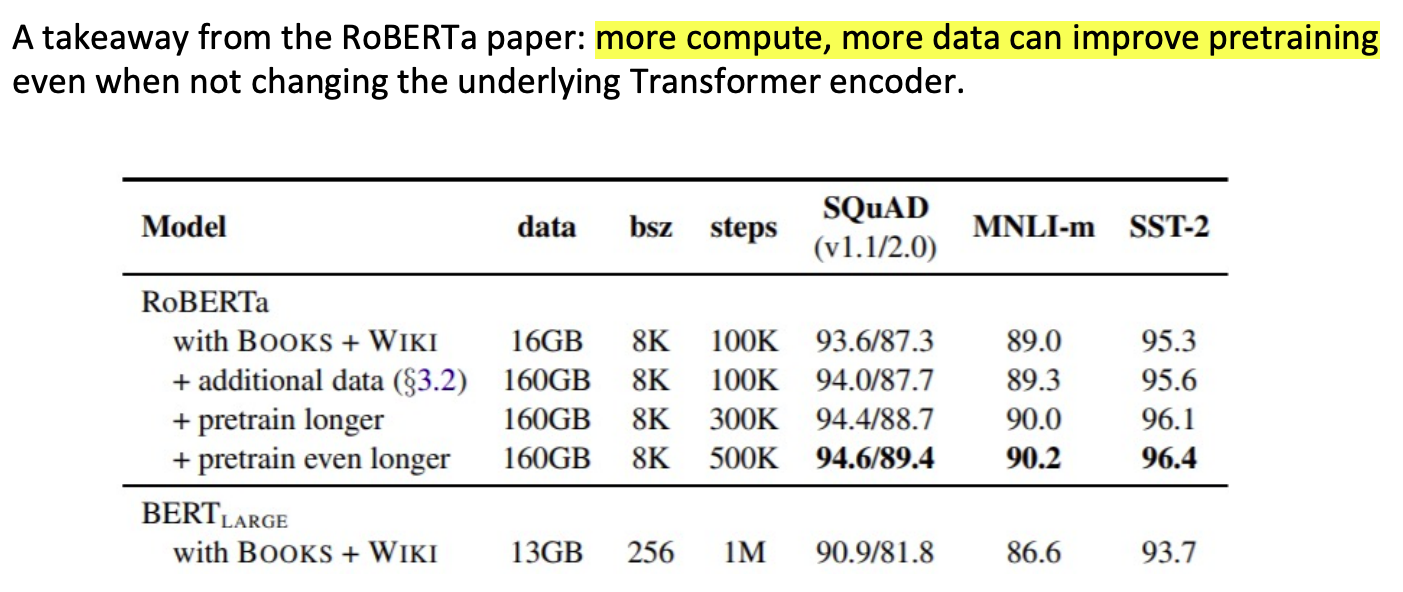 A takeaway from the RoBERTa paper: more compute, more data can improve pretraining
even when not changing the underlying Transformer encoder.
Model data bsz steps SQuAD (v1.1/2.0) MNLI-m SST-2
RoBERTa
with BOOKS + WIKI 16GB 8K 100K 93.6/87.3 89.0 95.3
+ additional data (§3.2) 160GB 8K 100K 94.0/87.7 89.3 95.6
+ pretrain longer 160GB 8K 300K 94.4/88.7 90.0 96.1
+ pretrain even longer 160GB 8K 500K 94.6/89.4 90.2 96.4
BERTLARGE
with BOOKS + WIKI 13GB 256 1M 90.9/81.8 86.6 93.7